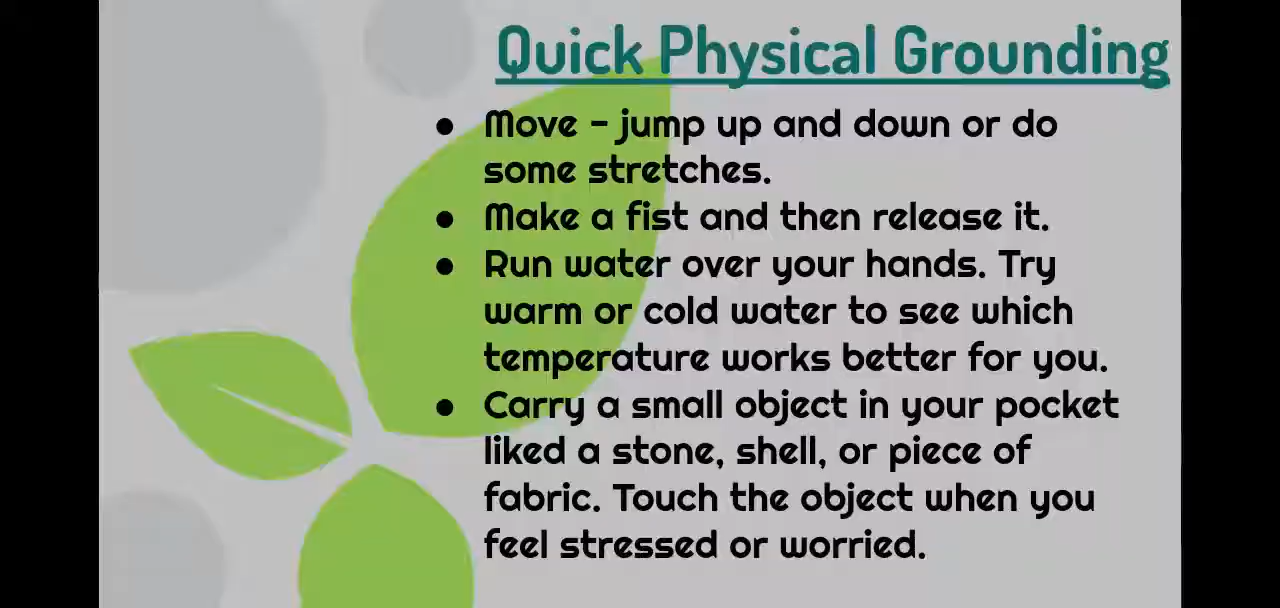 Quick Physical Grounding
● Move - jump up and down or do
some stretches.
● Make a fist and then release it.
● Run water over your hands. Try
warm or cold water to see which
temperature works better for you.
● Carry a small object in your pocket
liked a stone, shell, or piece of
fabric. Touch the object when you
feel stressed or worried.